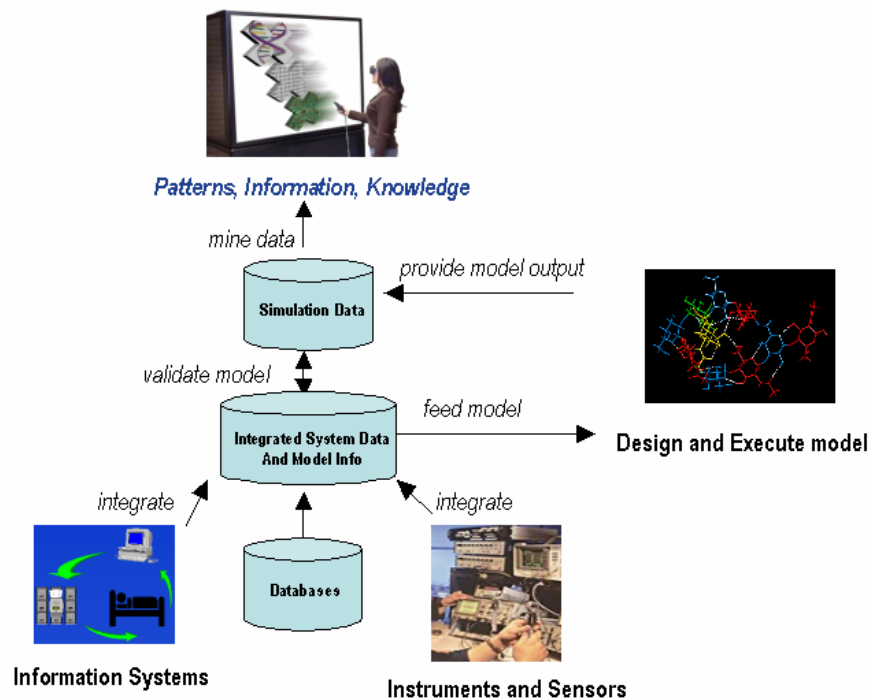 Patterns, Information, Knowledge
mine data
provide model output
Simulation Data
validate model
feed model
Integrated System Data
And Model Info
Design and Execute model
integrate
integrate
Databases
Information Systems
Instruments and Sensors